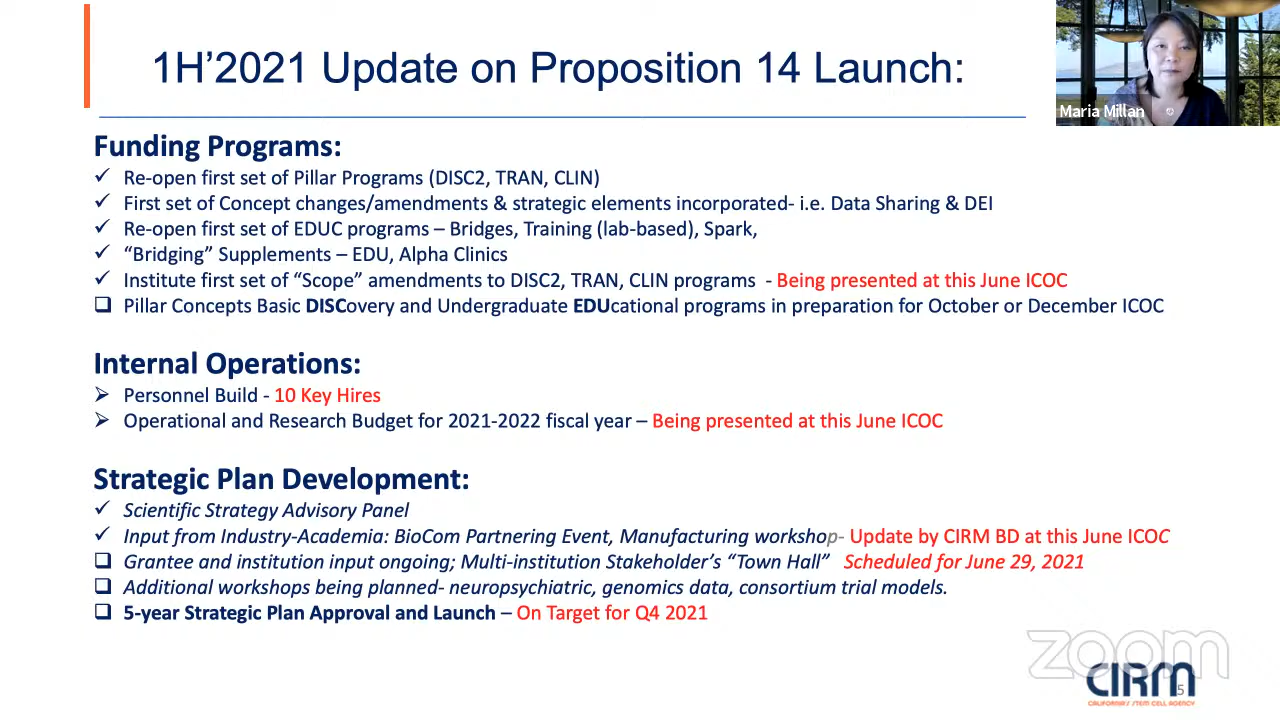 1H’2021 Update on Proposition 14 Launch:
Maria Millan
Funding Programs:
✓ Re-open first set of Pillar Programs (DISC2, TRAN, CLIN)
✓ First set of Concept changes/amendments & strategic elements incorporated- i.e. Data Sharing & DEI
✓ Re-open first set of EDUC programs – Bridges, Training (lab-based), Spark,
✓ “Bridging” Supplements – EDU, Alpha Clinics
✓ Institute first set of “Scope” amendments to DISC2, TRAN, CLIN programs - Being presented at this June ICOC
❑ Pillar Concepts Basic DISCovery and Undergraduate EDUcational programs in preparation for October or December ICOC
Internal Operations:
➢ Personnel Build - 10 Key Hires
➢ Operational and Research Budget for 2021-2022 fiscal year – Being presented at this June ICOC
Strategic Plan Development:
✓ Scientific Strategy Advisory Panel
✓ Input from Industry-Academia: BioCom Partnering Event, Manufacturing workshop- Update by CIRM BD at this June ICOC
❑ Grantee and institution input ongoing; Multi-institution Stakeholder’s “Town Hall” Scheduled for June 29, 2021
❑ Additional workshops being planned- neuropsychiatric, genomics data, consortium trial models.
❑ 5-year Strategic Plan Approval and Launch – On Target for Q4 2021
zoom
CIRM
5
CALIFORNIA'S STEM CELL AGENCY